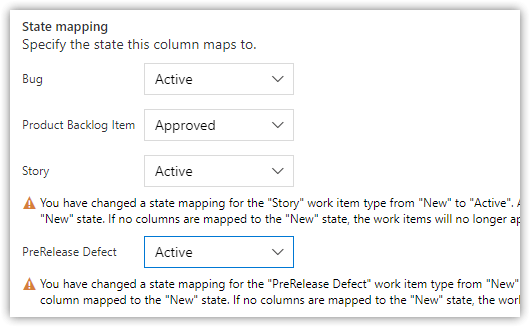 State mapping
Specify the state this column maps to.
Bug Active
Product Backlog Item Approved
Story Active
You have changed a state mapping for the "Story" work item type from "New" to "Active".
"New" state. If no columns are mapped to the "New" state, the work items will no longer ap
PreRelease Defect Active
You have changed a state mapping for the "PreRelease Defect" work item type from "New"
column mapped to the "New" state. If no columns are mapped to the "New" state, the work